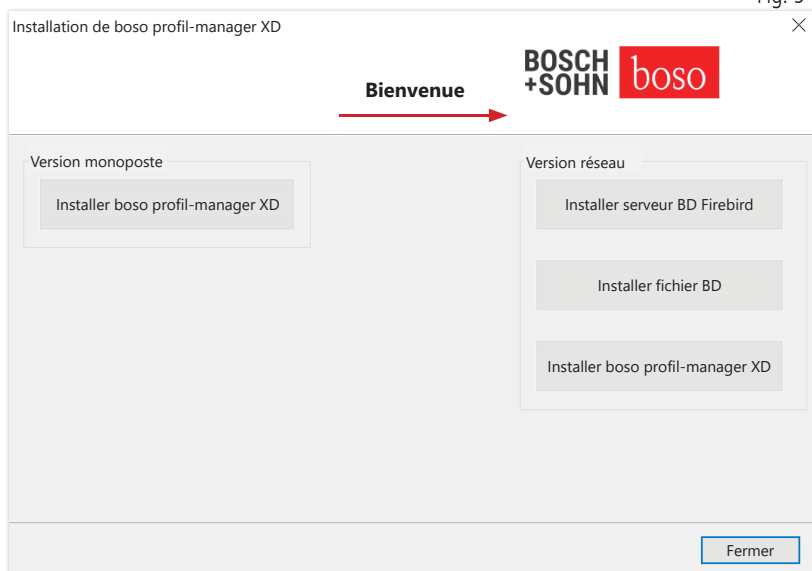 Installation de boso profil-manager XD
Bienvenue
BOSCH
+SOHN
boso
Version monoposte
Installer boso profil-manager XD
Version réseau
Installer serveur BD Firebird
Installer fichier BD
Installer boso profil-manager XD
Fermer